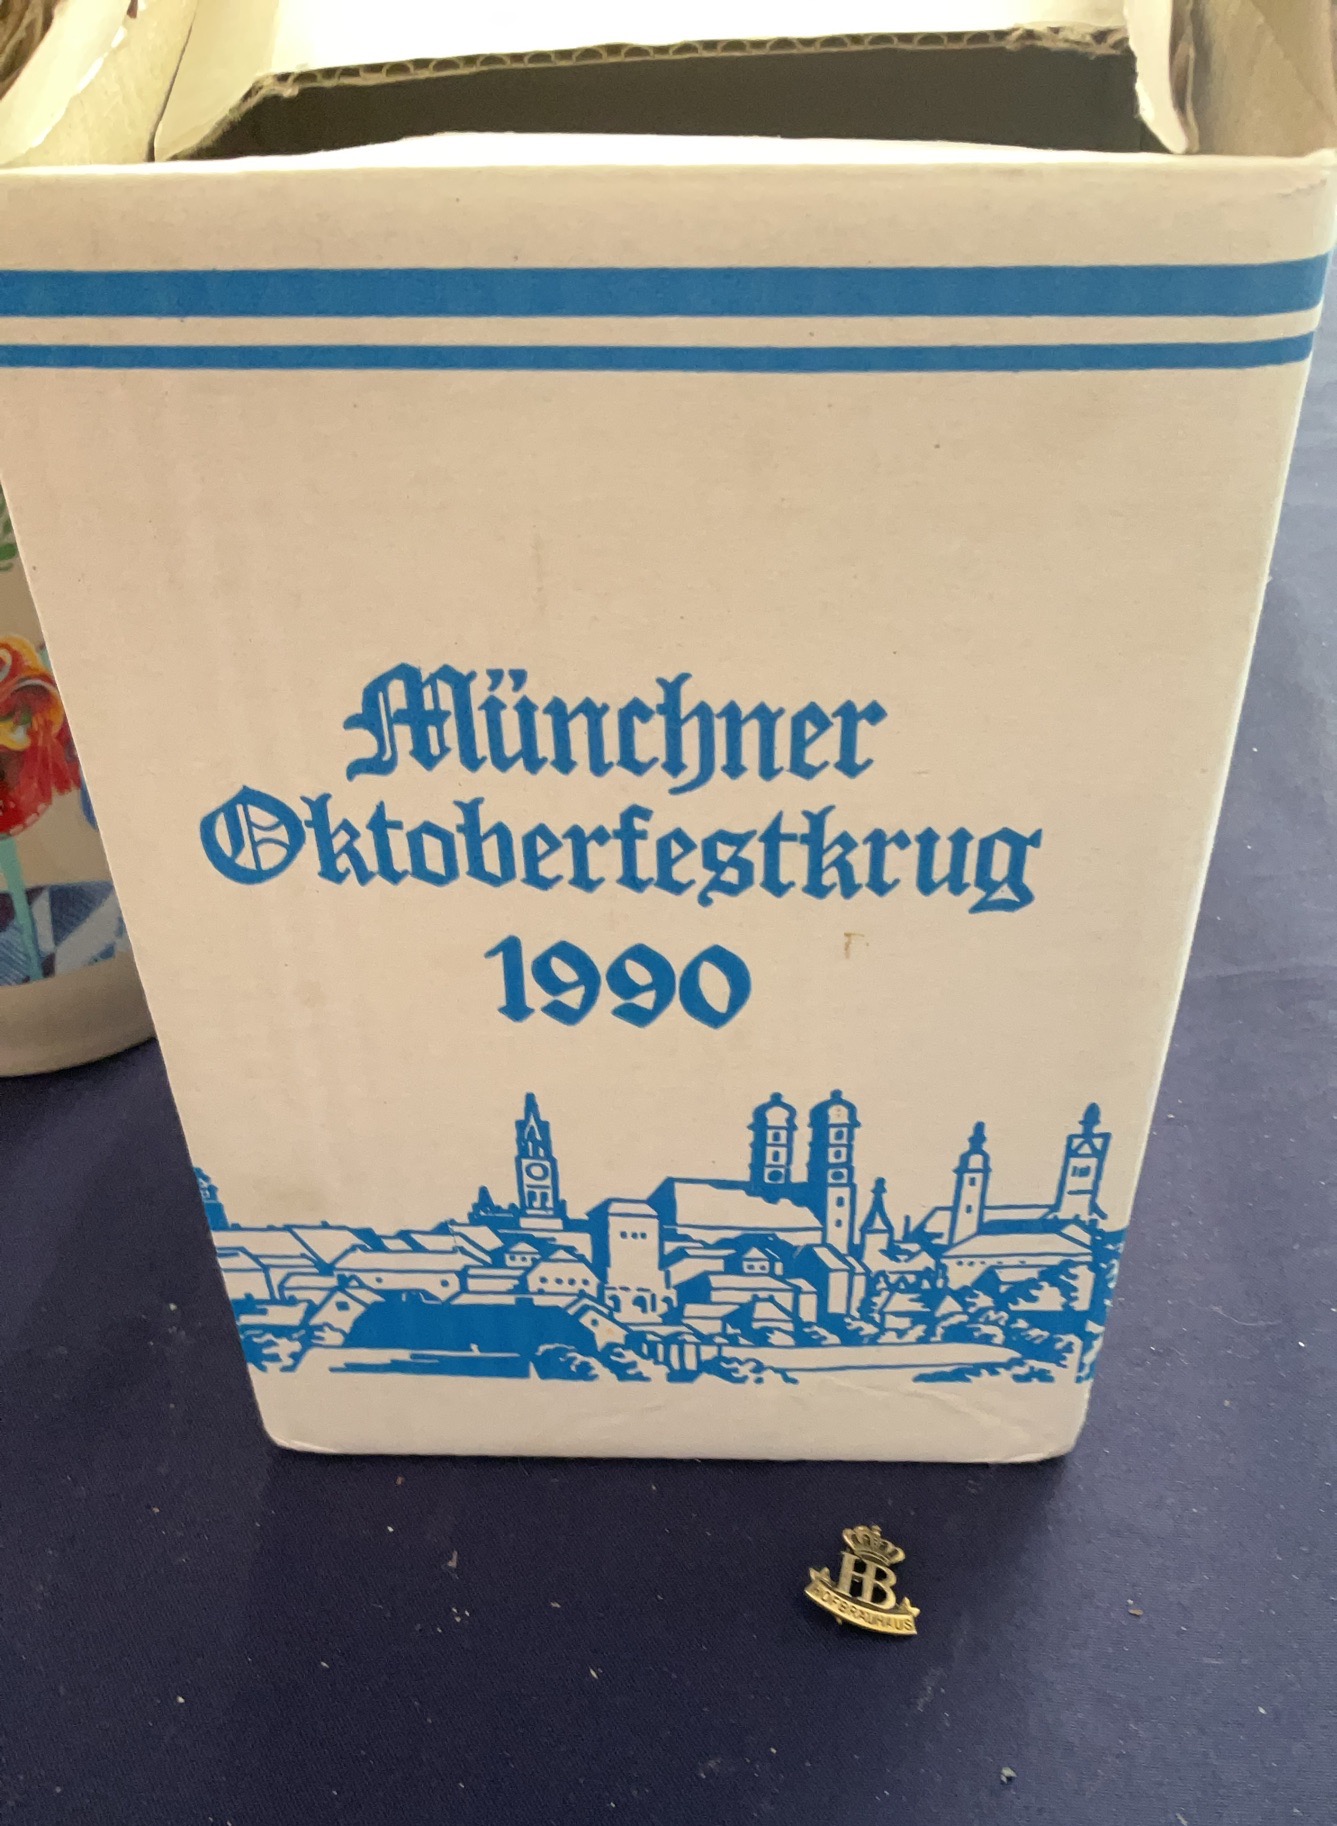 Münchner
Oktoberfestkrug
1990
HB
HOFBRÄUHAUS